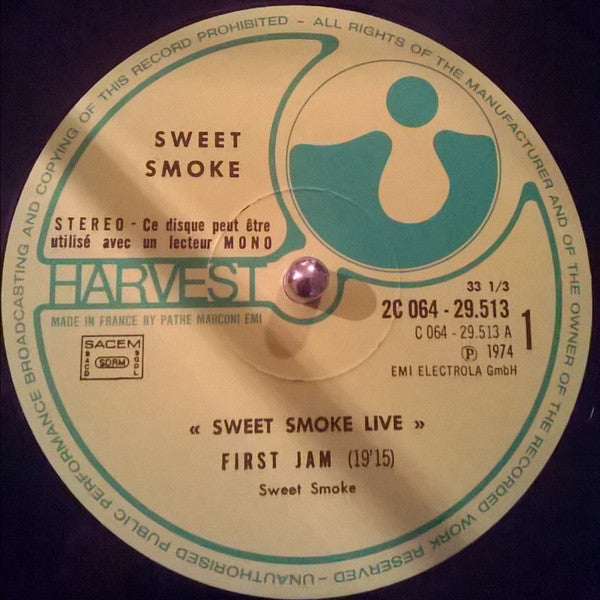 ALL RIGHTS OF THE MANUFACTURER AND OF THE OWNER OF THE RECORDED WORK RESERVED - UNAUTHORISED PUBLIC PERFORMANCE BROADCASTING AND COPYING OF THIS RECORD PROHIBITED -
SWEET
SMOKE
STEREO - Ce disque peut être
utilisé avec un lecteur MONO
HARVEST
MADE IN FRANCE BY PATHE MARCONI EMI
SACEM
SACD SDRM SGDL
33 1/3
2C 064 - 29.513
C 064 - 29.513 A
1
Ⓟ 1974
EMI ELECTROLA GmbH
« SWEET SMOKE LIVE »
FIRST JAM (19'15)
Sweet Smoke